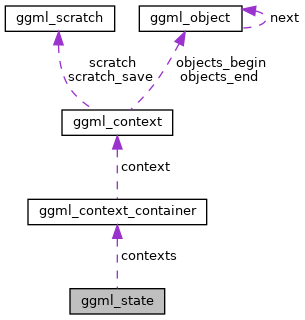 ggml_scratch
ggml_object
next
scratch
scratch_save
objects_begin
objects_end
ggml_context
context
ggml_context_container
contexts
ggml_state